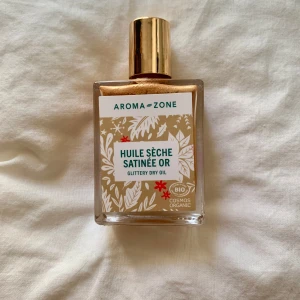 AROMA-ZONE
HUILE SÈCHE
SATINÉE OR
GLITTERY DRY OIL
BIO
COSMOS
ORGANIC